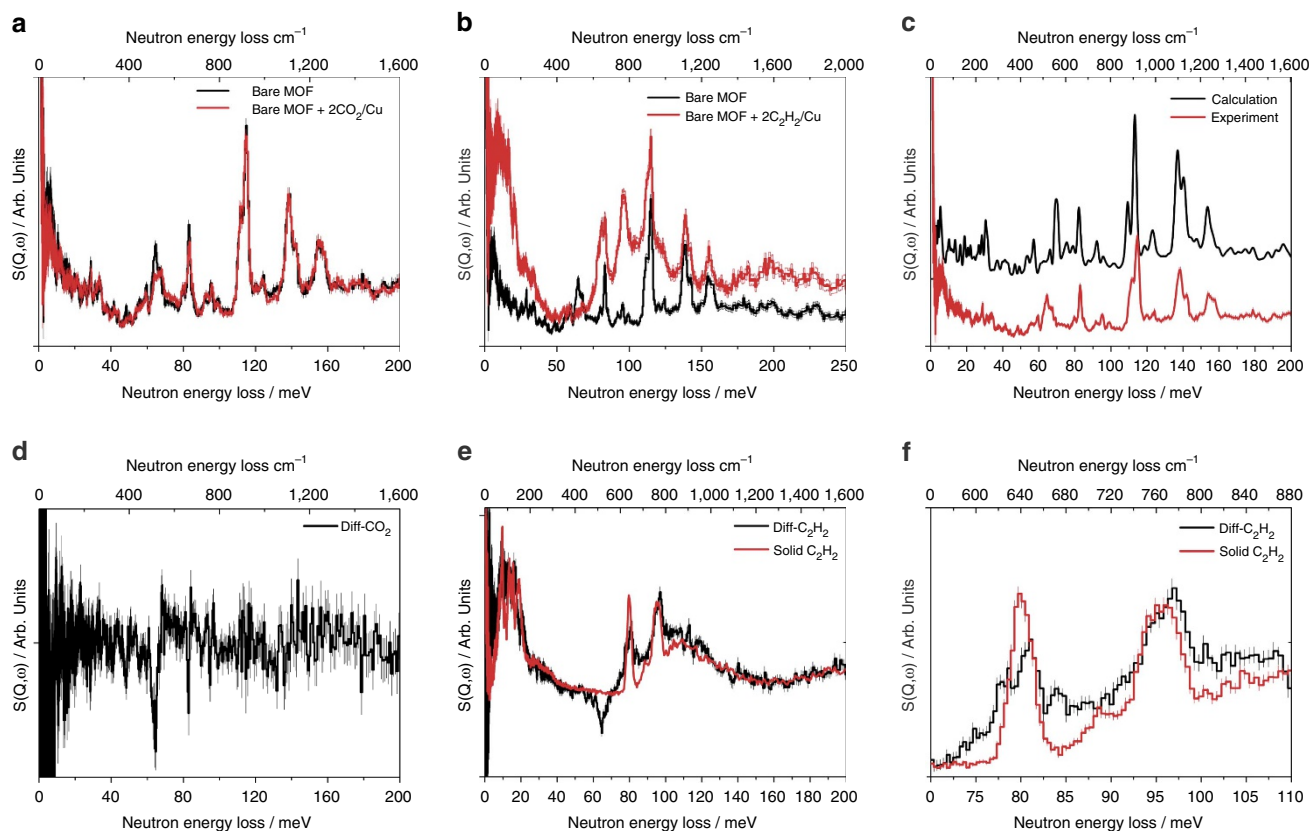 a
Neutron energy loss cm⁻¹
0 400 800 1,200 1,600
Bare MOF
Bare MOF + 2CO₂/Cu
S(Q,ω) / Arb. Units
0 40 80 120 160 200
Neutron energy loss / meV
b
Neutron energy loss cm⁻¹
0 400 800 1,200 1,600 2,000
Bare MOF
Bare MOF + 2C₂H₂/Cu
S(Q,ω) / Arb. Units
0 50 100 150 200 250
Neutron energy loss / meV
c
Neutron energy loss cm⁻¹
0 200 400 600 800 1,000 1,200 1,400 1,600
Calculation
Experiment
S(Q,ω) / Arb. Units
0 20 40 60 80 100 120 140 160 180 200
Neutron energy loss / meV
d
Neutron energy loss cm⁻¹
0 400 800 1,200 1,600
Diff-CO₂
S(Q,ω) / Arb. Units
0 40 80 120 160 200
Neutron energy loss / meV
e
Neutron energy loss cm⁻¹
0 200 400 600 800 1,000 1,200 1,400 1,600
Diff-C₂H₂
Solid C₂H₂
S(Q,ω) / Arb. Units
0 20 40 60 80 100 120 140 160 180 200
Neutron energy loss / meV
f
Neutron energy loss cm⁻¹
0 600 640 680 720 760 800 840 880
Diff-C₂H₂
Solid C₂H₂
S(Q,ω) / Arb. Units
70 75 80 85 90 95 100 105 110
Neutron energy loss / meV